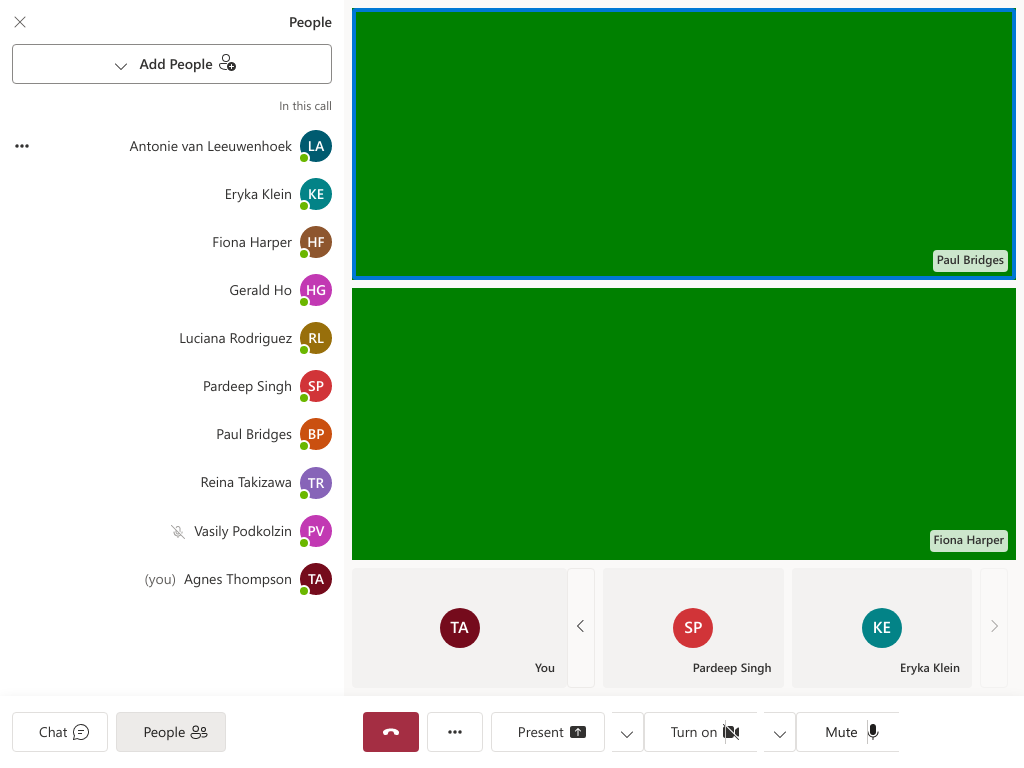 People
Add People
In this call
Antonie van Leeuwenhoek LA
Eryka Klein KE
Fiona Harper HF
Gerald Ho HG
Luciana Rodriguez RL
Pardeep Singh SP
Paul Bridges BP
Reina Takizawa TR
Vasily Podkolzin PV
(you) Agnes Thompson TA
Paul Bridges
Fiona Harper
TA
You
SP
Pardeep Singh
KE
Eryka Klein
Chat
People
Present
Turn on
Mute